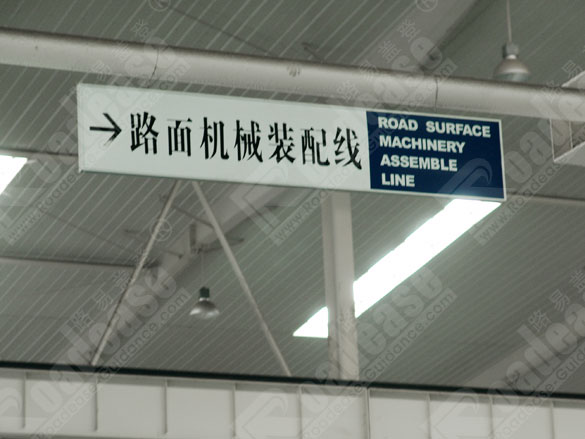 →路面机械装配线
ROAD SURFACE
MACHINERY
ASSEMBLE
LINE